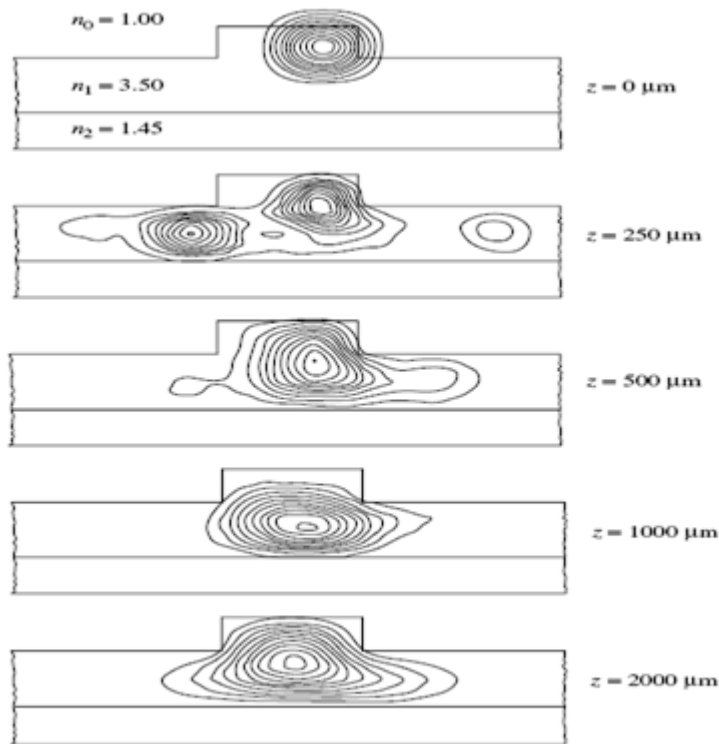 n₀ = 1.00
n₁ = 3.50
z = 0 µm
n₂ = 1.45
z = 250 µm
z = 500 µm
z = 1000 µm
z = 2000 µm